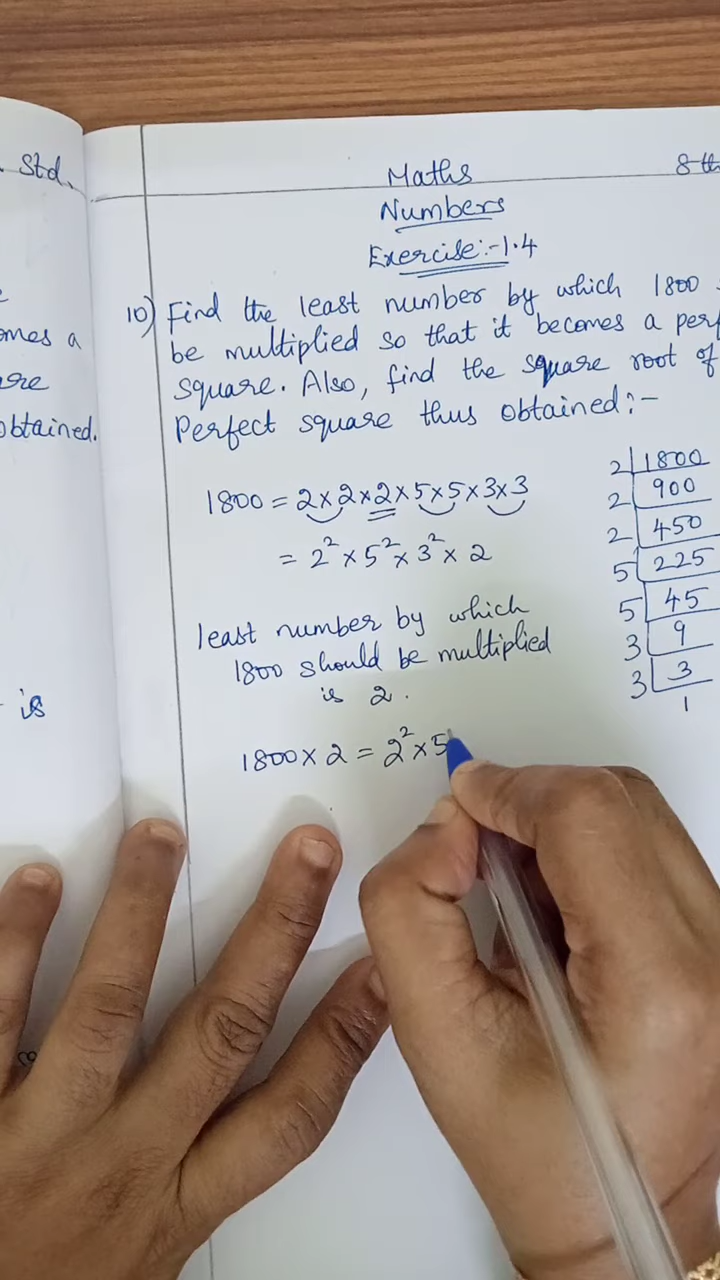 Std.
omes a
are
obtained.
is
Maths
8th
Numbers
Exercise:-1.4
10) Find the least number by which 1800
be multiplied so that it becomes a perf
square. Also, find the square root of
Perfect square thus obtained:-
1800 = 2×2×2×5×5×3×3
= 2²×5²×3²×2
least number by which
1800 should be multiplied
is 2.
1800×2 = 2²×5
2 1800
2 900
2 450
5 225
5 45
3 9
3 3
1